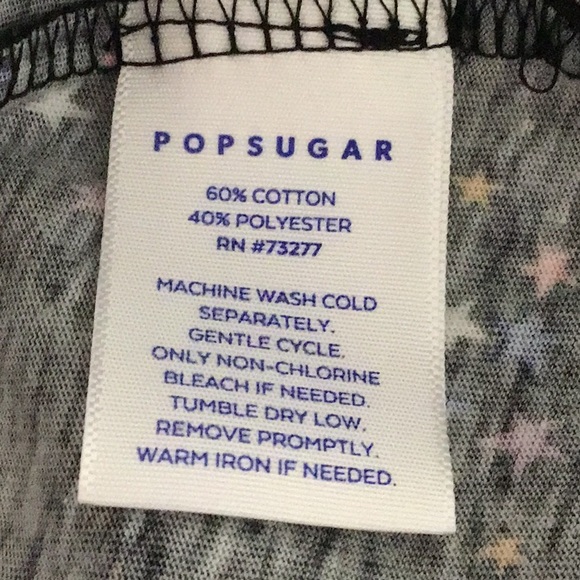 POPSUGAR
60% COTTON
40% POLYESTER
RN #73277
MACHINE WASH COLD
SEPARATELY.
GENTLE CYCLE.
ONLY NON-CHLORINE
BLEACH IF NEEDED.
TUMBLE DRY LOW.
REMOVE PROMPTLY.
WARM IRON IF NEEDED.